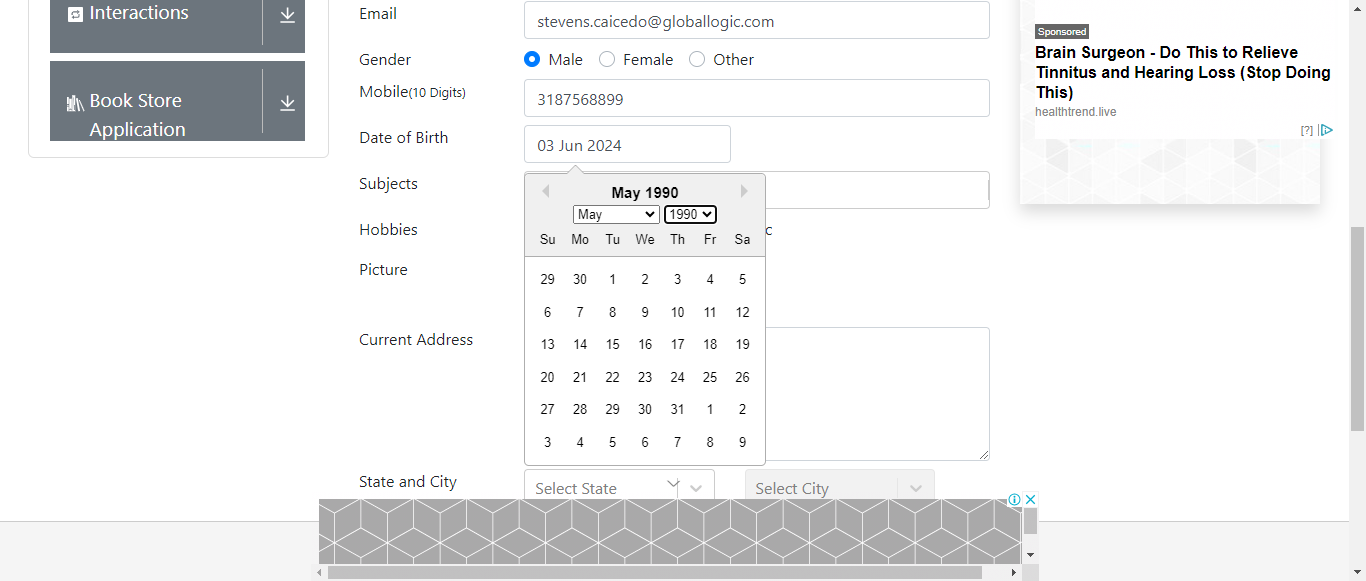 Interactions
Book Store
Application
Email
stevens.caicedo@globallogic.com
Gender
Male Female Other
Mobile(10 Digits)
3187568899
Date of Birth
03 Jun 2024
Subjects
Hobbies
c
Picture
May 1990
May 1990
Su Mo Tu We Th Fr Sa
29 30 1 2 3 4 5
6 7 8 9 10 11 12
13 14 15 16 17 18 19
20 21 22 23 24 25 26
27 28 29 30 31 1 2
3 4 5 6 7 8 9
Current Address
State and City
Select State
Select City
Sponsored
Brain Surgeon - Do This to Relieve
Tinnitus and Hearing Loss (Stop Doing
This)
healthtrend.live
[?]